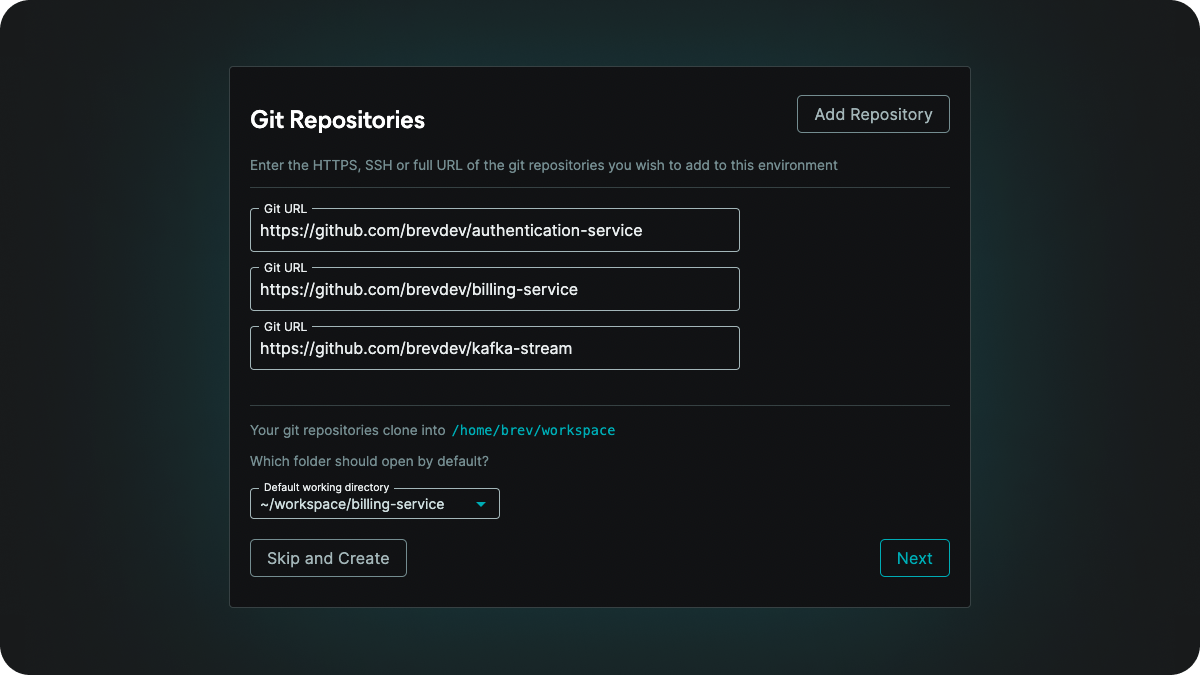 Git Repositories
Add Repository
Enter the HTTPS, SSH or full URL of the git repositories you wish to add to this environment
Git URL
https://github.com/brevdev/authentication-service
Git URL
https://github.com/brevdev/billing-service
Git URL
https://github.com/brevdev/kafka-stream
Your git repositories clone into /home/brev/workspace
Which folder should open by default?
Default working directory
~/workspace/billing-service
Skip and Create
Next